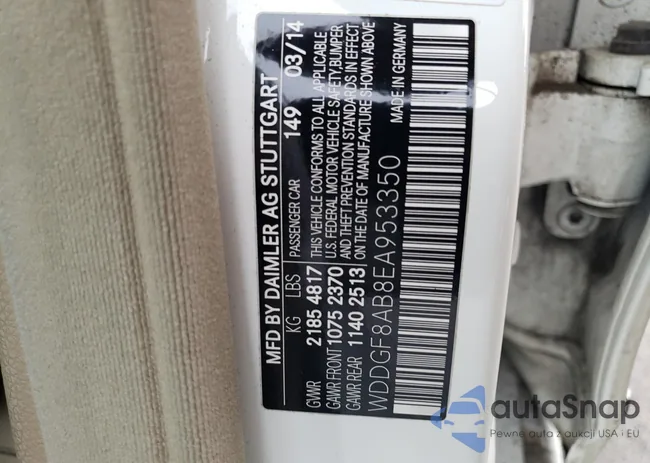 MFD BY DAIMLER AG STUTTGART
KG LBS PASSENGER CAR 149 03/14
GVWR 2185 4817 THIS VEHICLE CONFORMS TO ALL APPLICABLE
GAWR FRONT 1075 2370 U.S. FEDERAL MOTOR VEHICLE SAFETY, BUMPER
AND THEFT PREVENTION STANDARDS IN EFFECT
GAWR REAR 1140 2513 ON THE DATE OF MANUFACTURE SHOWN ABOVE
WDDGF8AB8EA953350 MADE IN GERMANY
autaSnap
Pewne auta z aukcji USA i EU